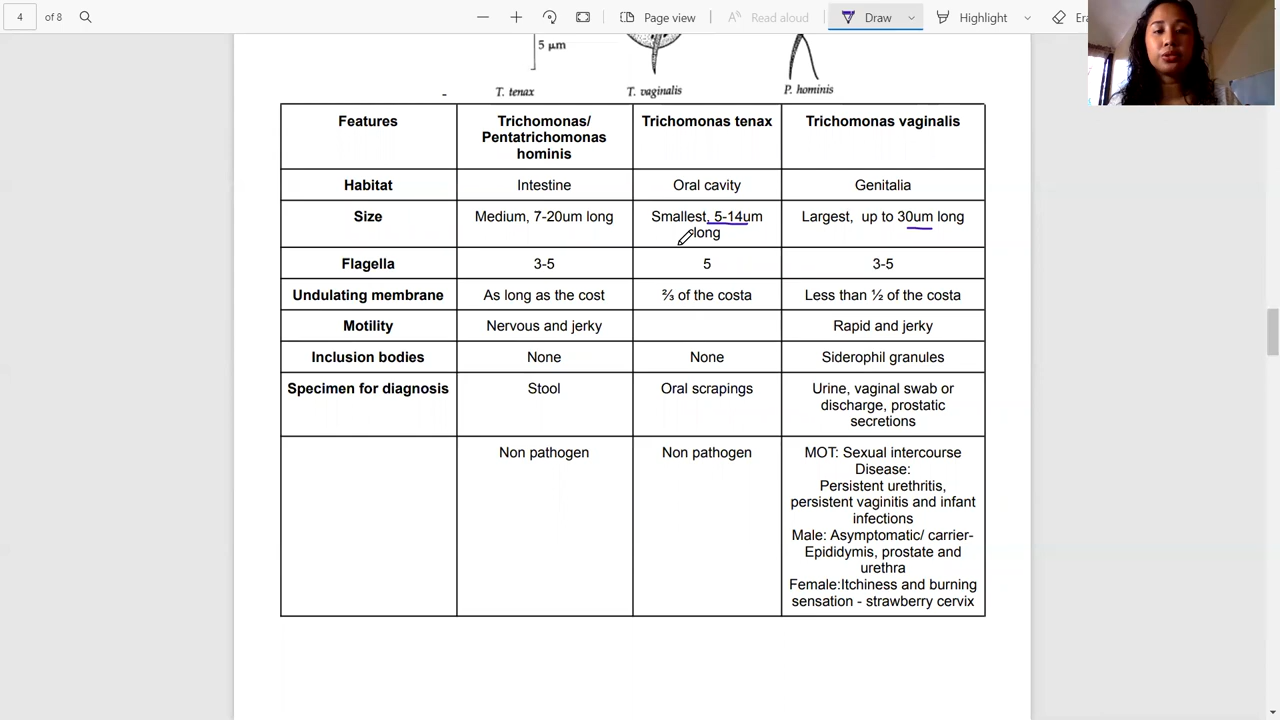 4 of 8 Page view Read aloud Draw Highlight Era
5 µm
T. tenax T. vaginalis P. hominis
Features Trichomonas/ Trichomonas tenax Trichomonas vaginalis
Pentatrichomonas
hominis
Habitat Intestine Oral cavity Genitalia
Size Medium, 7-20um long Smallest, 5-14um Largest, up to 30um long
long
Flagella 3-5 5 3-5
Undulating membrane As long as the cost ⅔ of the costa Less than ½ of the costa
Motility Nervous and jerky Rapid and jerky
Inclusion bodies None None Siderophil granules
Specimen for diagnosis Stool Oral scrapings Urine, vaginal swab or
discharge, prostatic
secretions
Non pathogen Non pathogen MOT: Sexual intercourse
Disease:
Persistent urethritis,
persistent vaginitis and infant
infections
Male: Asymptomatic/ carrier-
Epididymis, prostate and
urethra
Female:Itchiness and burning
sensation - strawberry cervix